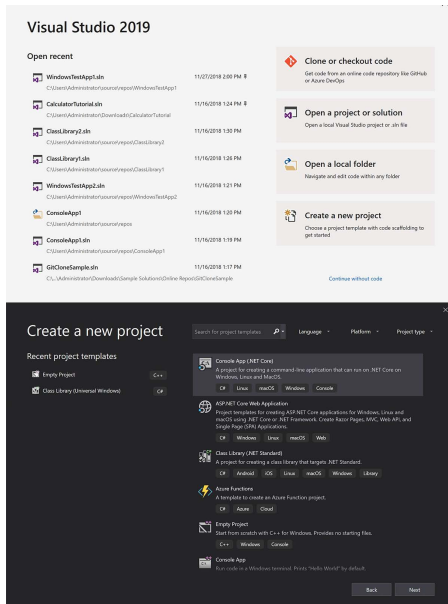 Visual Studio 2019
Open recent
WindowsTestApp1.sln 11/27/2018 2:00 PM
C:\Users\Administrator\source\repos\WindowsTestApp1
CalculatorTutorial.sln 11/16/2018 1:24 PM
C:\Users\Administrator\Downloads\CalculatorTutorial
ClassLibrary2.sln 11/16/2018 1:30 PM
C:\Users\Administrator\source\repos\ClassLibrary2
ClassLibrary1.sln 11/16/2018 1:26 PM
C:\Users\Administrator\source\repos\ClassLibrary1
WindowsTestApp2.sln 11/16/2018 1:21 PM
C:\Users\Administrator\source\repos\WindowsTestApp2
ConsoleApp1 11/16/2018 1:20 PM
C:\Users\Administrator\source\repos
ConsoleApp1.sln 11/16/2018 1:19 PM
C:\Users\Administrator\source\repos\ConsoleApp1
GitCloneSample.sln 11/16/2018 1:17 PM
C:\...\Administrator\Downloads\Sample Solutions\Online Repos\GitCloneSample
Clone or checkout code
Get code from an online code repository like GitHub
or Azure DevOps
Open a project or solution
Open a local Visual Studio project or .sln file
Open a local folder
Navigate and edit code within any folder
Create a new project
Choose a project template with code scaffolding to
get started
Continue without code
Create a new project
Search for project templates Language Platform Project type
Recent project templates
Empty Project C++
Class Library (Universal Windows) C#
Console App (.NET Core)
A project for creating a command-line application that can run on .NET Core on
Windows, Linux and MacOS.
C# Linux macOS Windows Console
ASP.NET Core Web Application
Project templates for creating ASP.NET Core applications for Windows, Linux and
macOS using .NET Core or .NET Framework. Create Razor Pages, MVC, Web API, and
Single Page (SPA) Applications.
C# Windows Linux macOS Web
Class Library (.NET Standard)
A project for creating a class library that targets .NET Standard.
C# Android iOS Linux macOS Windows Library
Azure Functions
A template to create an Azure Function project.
C# Azure Cloud
Empty Project
Start from scratch with C++ for Windows. Provides no starting files.
C++ Windows Console
Console App
Run code in a Windows terminal. Prints "Hello World" by default.
Back Next